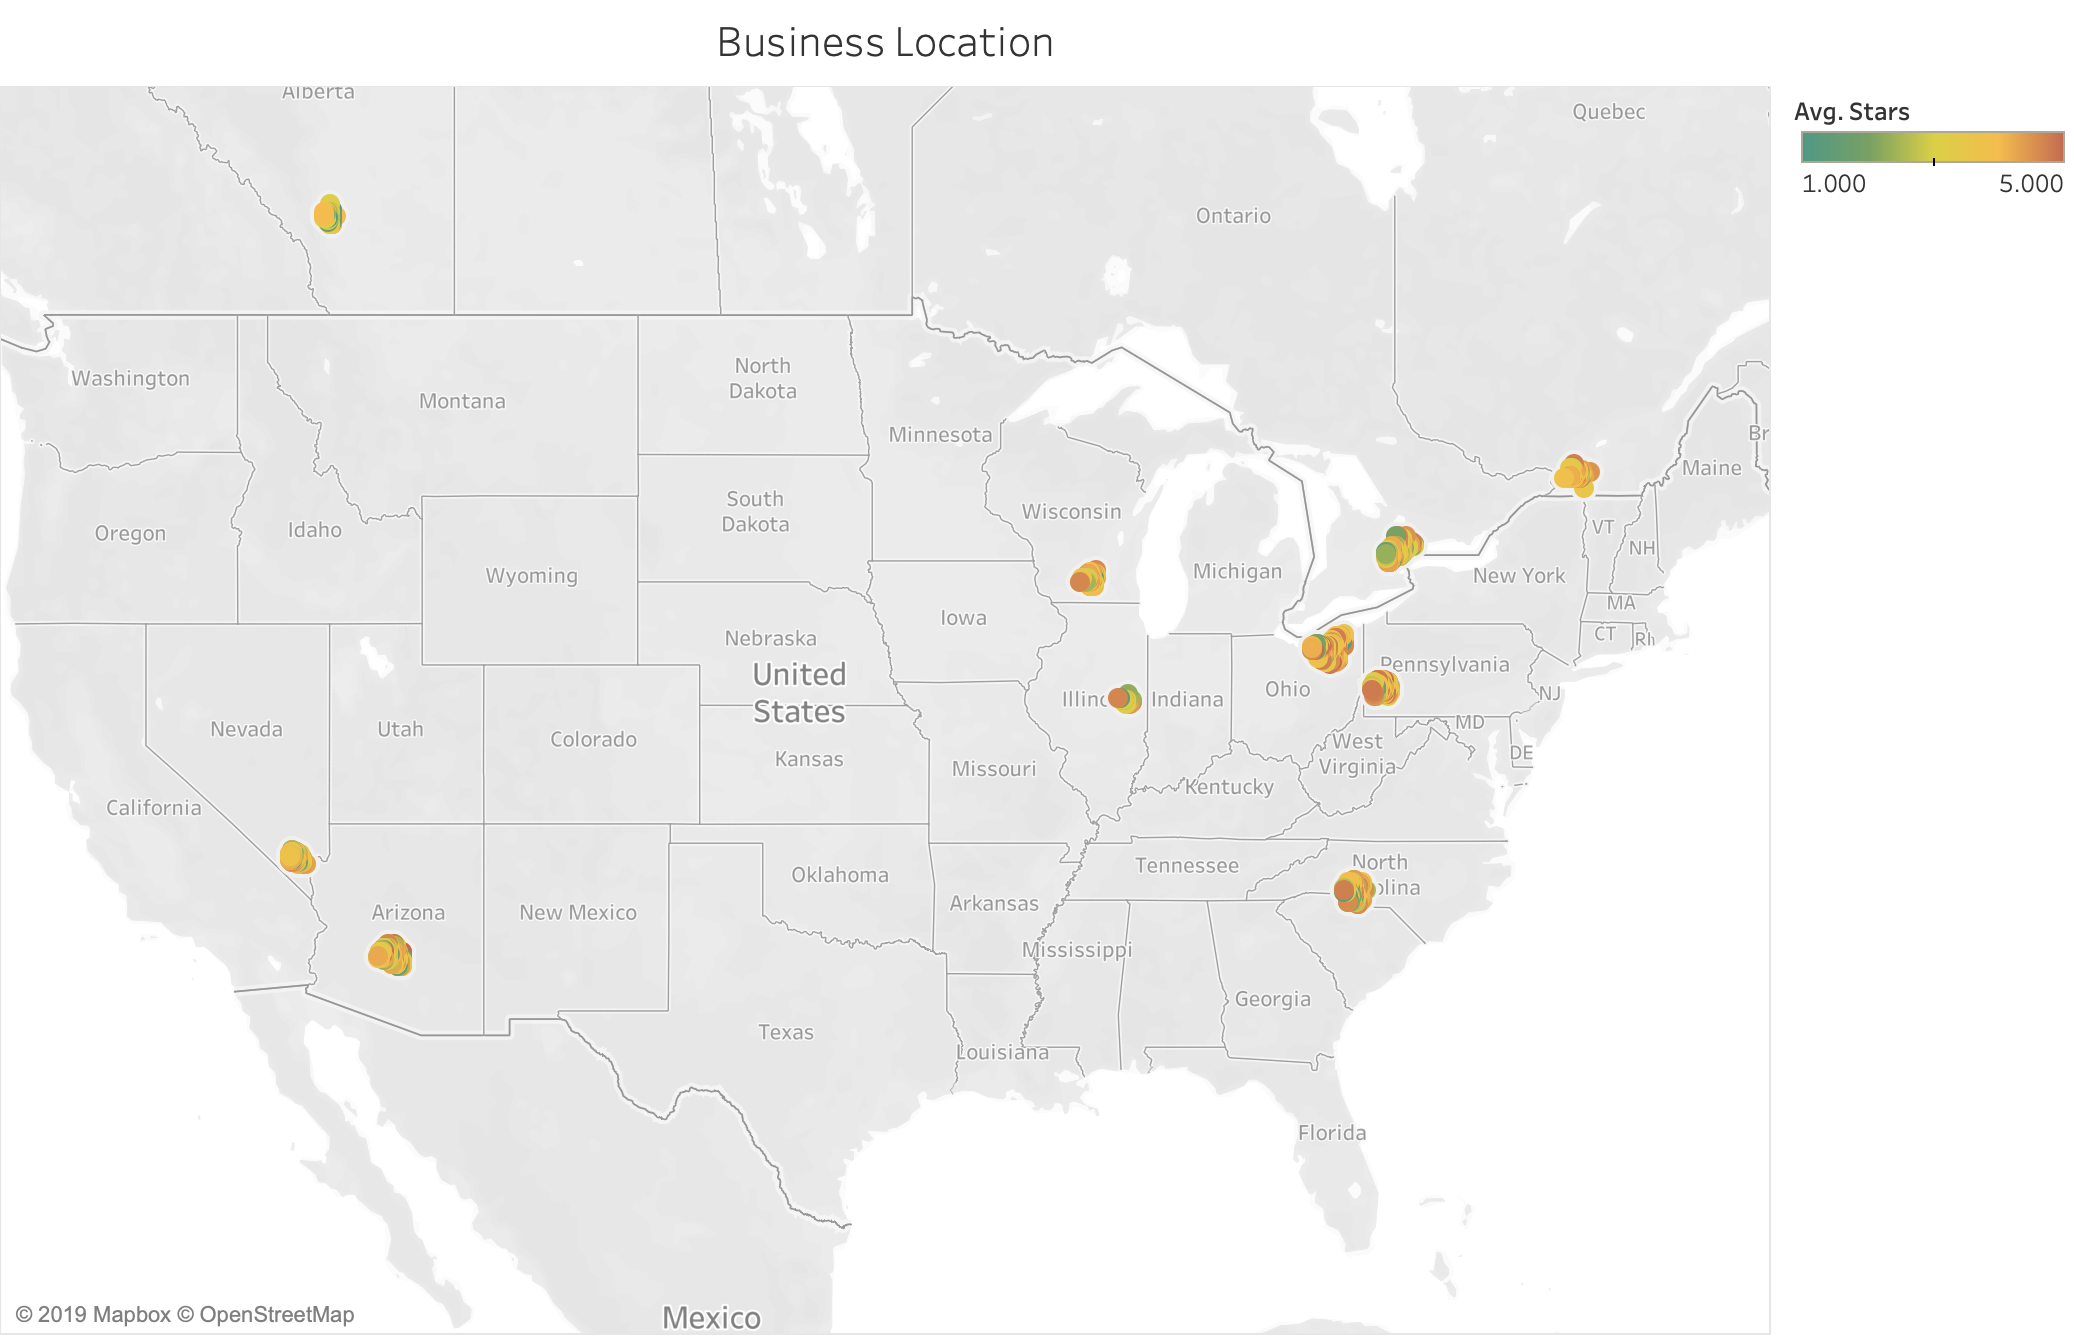 Business Location
Alberta
Quebec
Avg. Stars
1.000
5.000
Ontario
Washington
Montana
North
Dakota
Minnesota
Br
Maine
Oregon
Idaho
South
Dakota
Wisconsin
VT
NH
Wyoming
Michigan
New York
MA
Iowa
Nebraska
CT
RI
United
States
Pennsylvania
Illinc
Indiana
Ohio
NJ
Nevada
Utah
Colorado
MD
West
Virginia
DE
Kansas
Missouri
Kentucky
California
Tennessee
North
olina
Oklahoma
Arkansas
Arizona
New Mexico
Mississippi
Georgia
Texas
Louisiana
Florida
© 2019 Mapbox © OpenStreetMap
Mexico